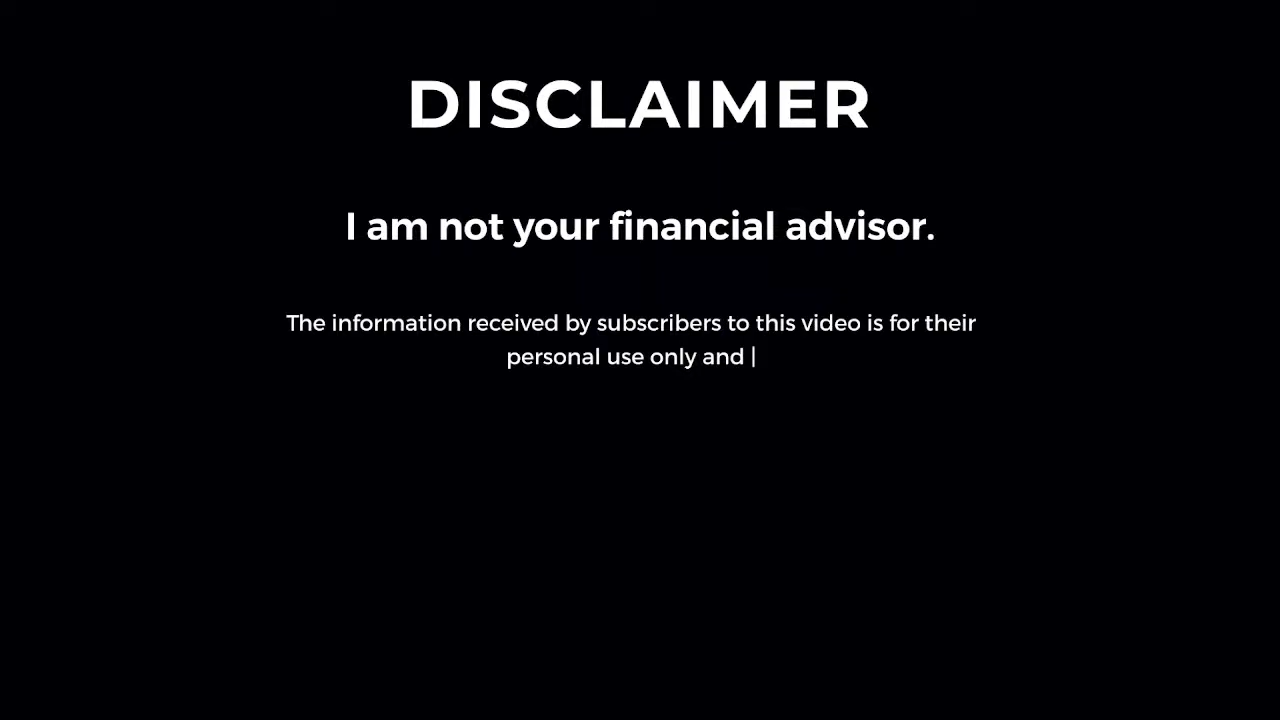 DISCLAIMER
I am not your financial advisor.
The information received by subscribers to this video is for their
personal use only and |